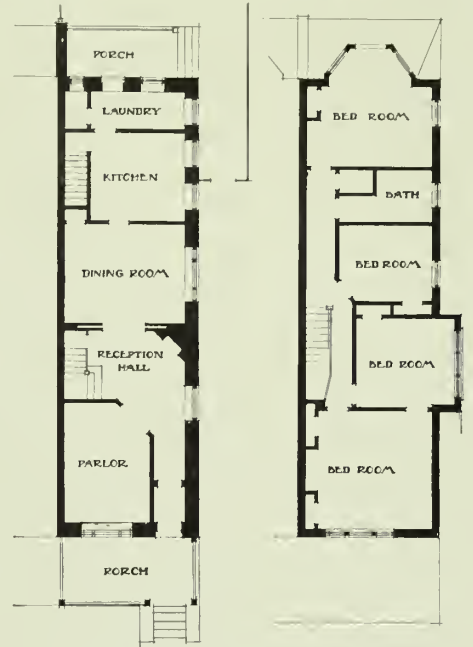 PORCH
LAUNDRY
KITCHEN
DINING ROOM
RECEPTION
HALL
PARLOR
PORCH
BED ROOM
BATH
BED ROOM
BED ROOM
BED ROOM